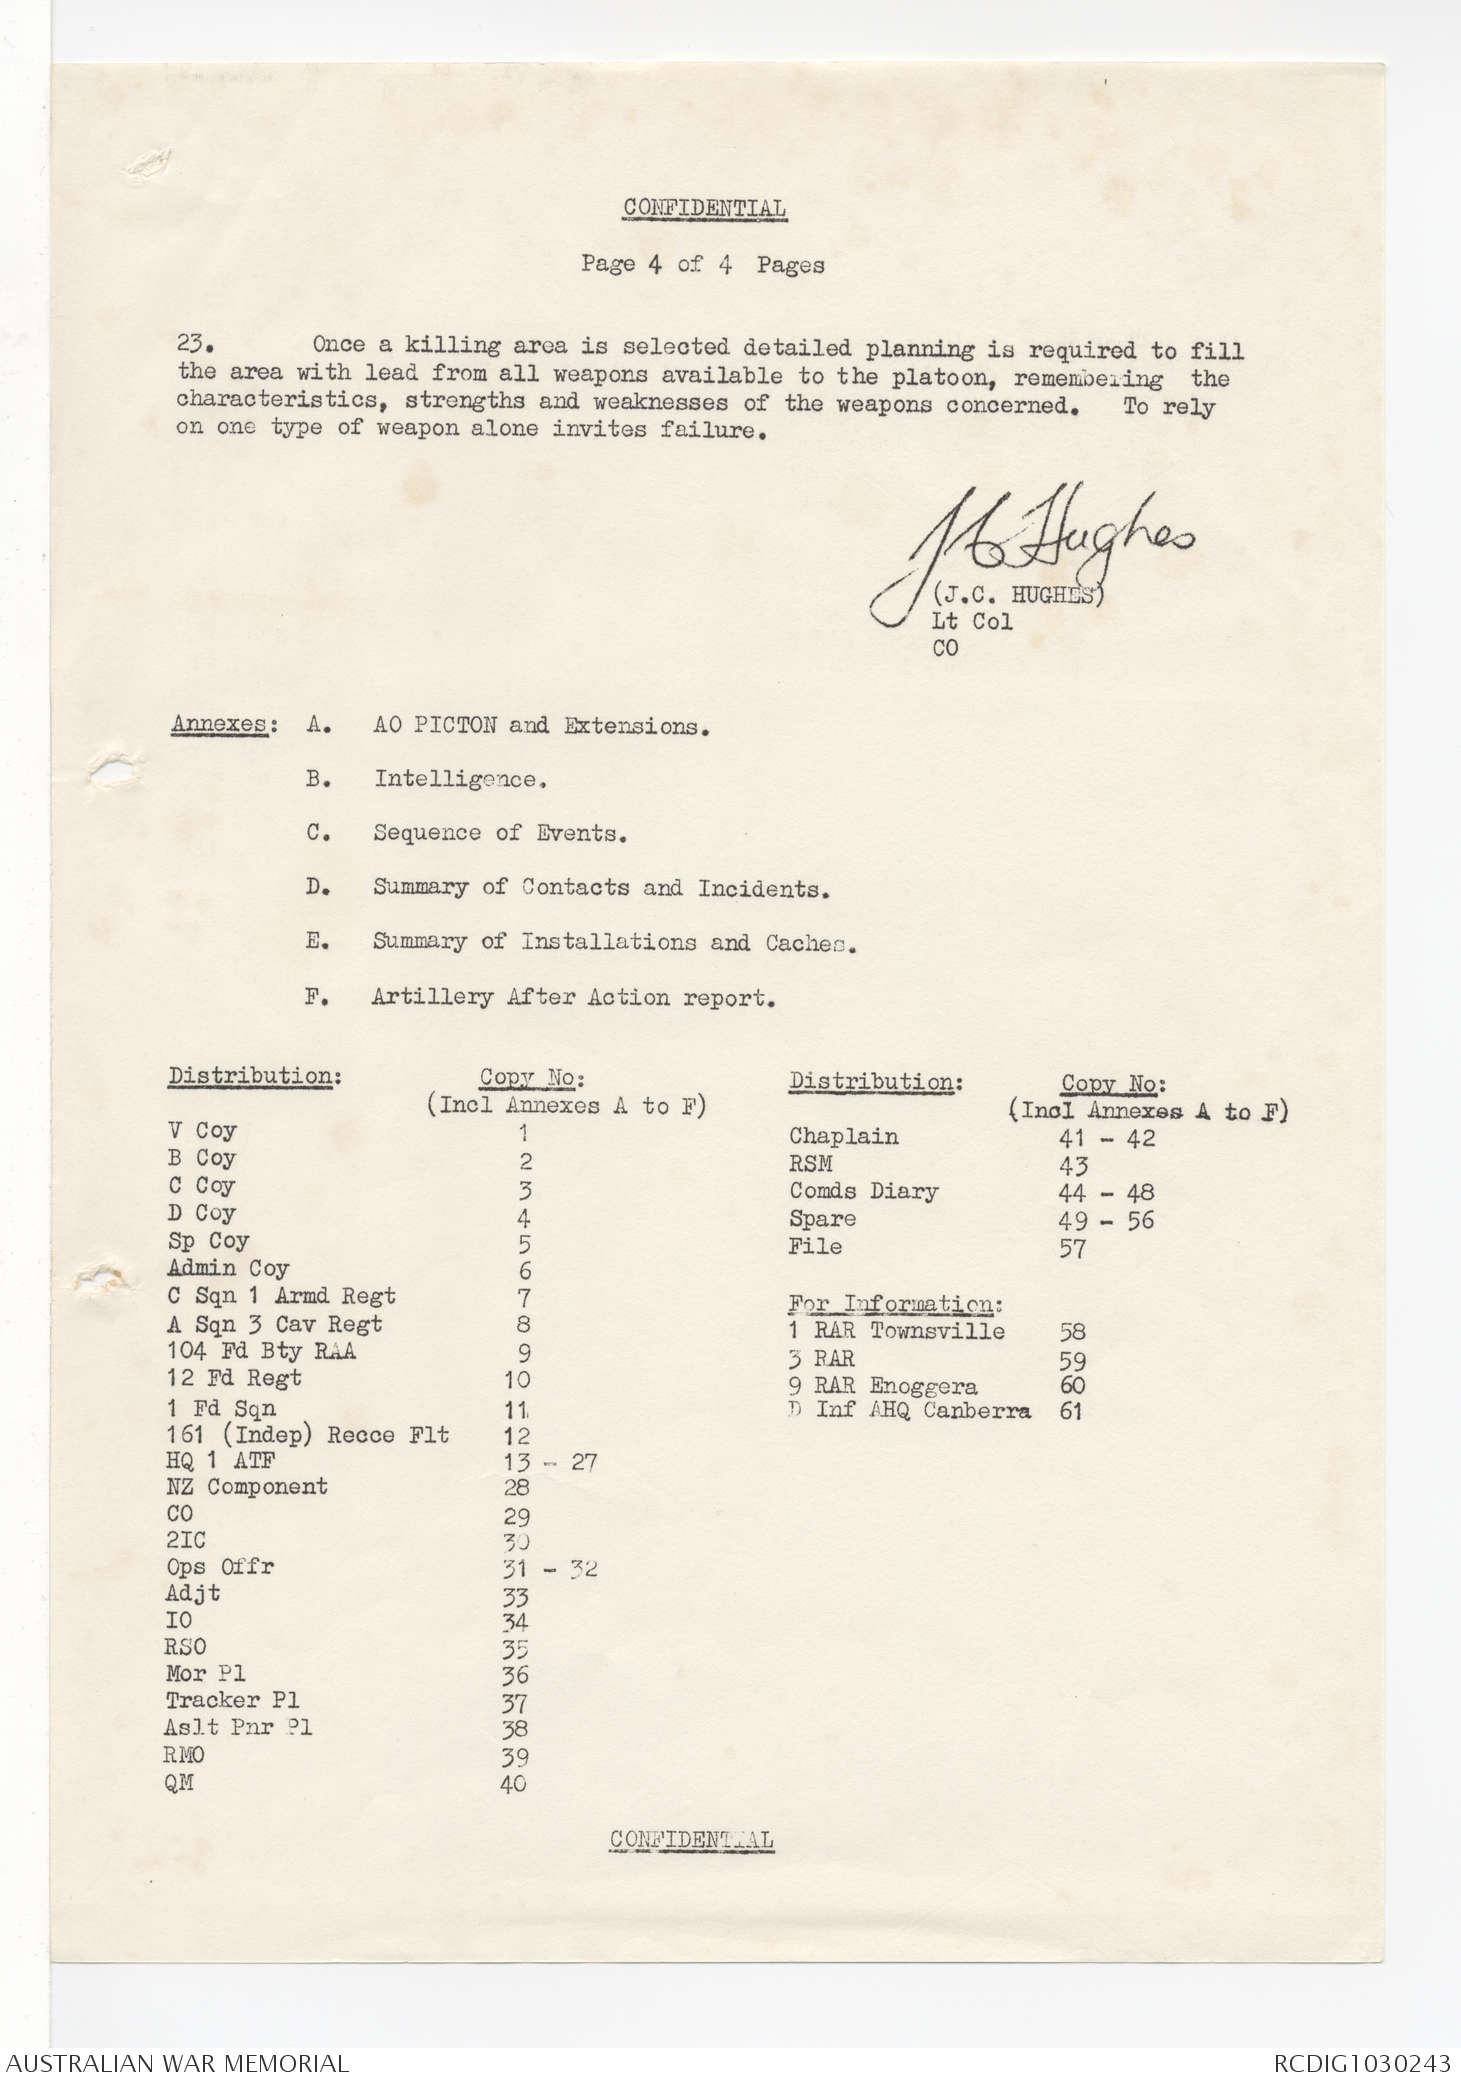 CONFIDENTIAL
Page 4 of 4 Pages
23. Once a killing area is selected detailed planning is required to fill
the area with lead from all weapons available to the platoon, remembering the
characteristics, strengths and weaknesses of the weapons concerned. To rely
on one type of weapon alone invites failure.
J C Hughes
(J.C. HUGHES)
Lt Col
CO
Annexes: A. AO PICTON and Extensions.
B. Intelligence.
C. Sequence of Events.
D. Summary of Contacts and Incidents.
E. Summary of Installations and Caches.
F. Artillery After Action report.
Distribution: Copy No:
(Incl Annexes A to F)
V Coy 1
B Coy 2
C Coy 3
D Coy 4
Sp Coy 5
Admin Coy 6
C Sqn 1 Armd Regt 7
A Sqn 3 Cav Regt 8
104 Fd Bty RAA 9
12 Fd Regt 10
1 Fd Sqn 11
161 (Indep) Recce Flt 12
HQ 1 ATF 13 - 27
NZ Component 28
CO 29
2IC 30
Ops Offr 31 - 32
Adjt 33
IO 34
RSO 35
Mor Pl 36
Tracker Pl 37
Aslt Pnr Pl 38
RMO 39
QM 40
Distribution: Copy No:
(Incl Annexes A to F)
Chaplain 41 - 42
RSM 43
Comds Diary 44 - 48
Spare 49 - 56
File 57
For Information:
1 RAR Townsville 58
3 RAR 59
9 RAR Enoggera 60
D Inf AHQ Canberra 61
CONFIDENTIAL
AUSTRALIAN WAR MEMORIAL RCDIG1030243